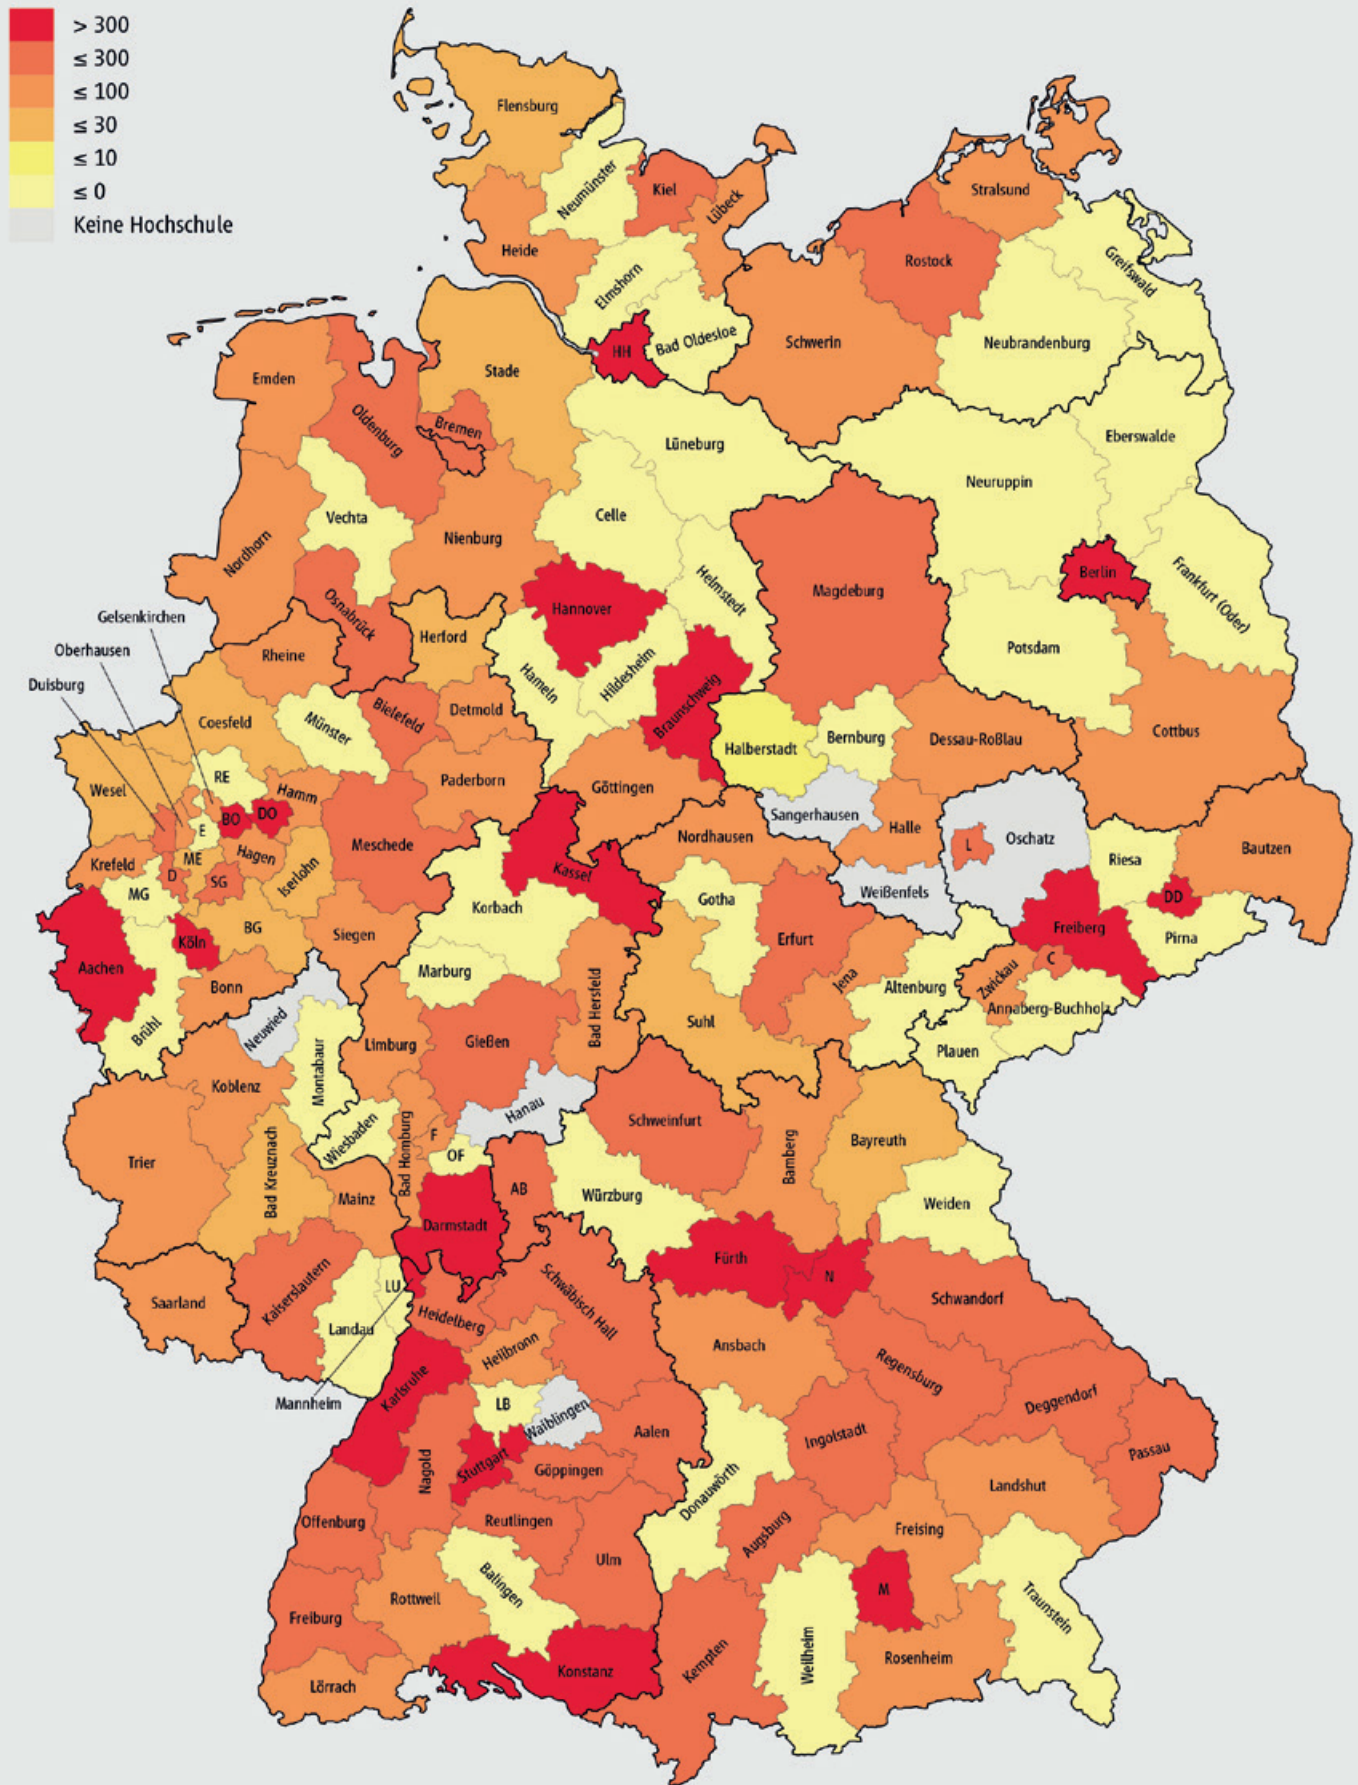 > 300
≤ 300
≤ 100
≤ 30
≤ 10
≤ 0
Keine Hochschule
Flensburg
Neumünster
Kiel
Lübeck
Stralsund
Heide
Rostock
Greifswald
Elmshorn
HH
Bad Oldesloe
Schwerin
Neubrandenburg
Emden
Stade
Oldenburg
Bremen
Lüneburg
Eberswalde
Neuruppin
Vechta
Celle
Nordhorn
Nienburg
Helmstedt
Magdeburg
Berlin
Frankfurt (Oder)
Hannover
Osnabrück
Herford
Gelsenkirchen
Oberhausen
Duisburg
Rheine
Hameln
Hildesheim
Potsdam
Braunschweig
Coesfeld
Münster
Bielefeld
Detmold
Halberstadt
Bernburg
Dessau-Roßlau
Cottbus
RE
Wesel
Hamm
Paderborn
Göttingen
BO
DO
E
Sangerhausen
Halle
Nordhausen
L
Oschatz
Riesa
Bautzen
Krefeld
ME
Hagen
Meschede
D
SG
Iserlohn
Kassel
MG
Korbach
Gotha
Weißenfels
DD
Freiberg
Pirna
BG
Köln
Siegen
Erfurt
Aachen
Bonn
Marburg
Bad Hersfeld
Jena
Altenburg
Zwickau
C
Annaberg-Buchholz
Brühl
Neuwied
Suhl
Limburg
Gießen
Plauen
Koblenz
Montabaur
Hanau
Schweinfurt
Wiesbaden
Bad Homburg
F
OF
Trier
Bad Kreuznach
Bamberg
Bayreuth
Mainz
AB
Würzburg
Weiden
Darmstadt
Fürth
N
Saarland
Kaiserslautern
LU
Landau
Heidelberg
Schwäbisch Hall
Schwandorf
Heilbronn
Ansbach
Regensburg
Mannheim
Karlsruhe
LB
Waiblingen
Deggendorf
Aalen
Ingolstadt
Passau
Nagold
Stuttgart
Göppingen
Donauwörth
Landshut
Offenburg
Reutlingen
Augsburg
Freising
Ulm
Balingen
Rottweil
M
Freiburg
Traunstein
Weilheim
Rosenheim
Kempten
Konstanz
Lörrach